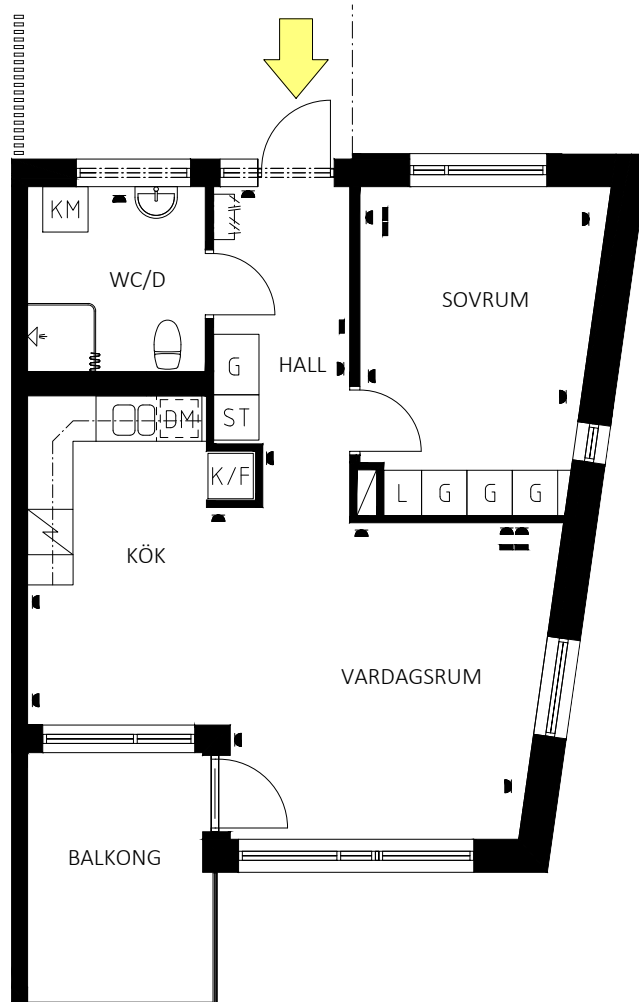 KM
WC/D
SOVRUM
G
HALL
DM
ST
K/F
L G G G
KÖK
VARDAGSRUM
BALKONG